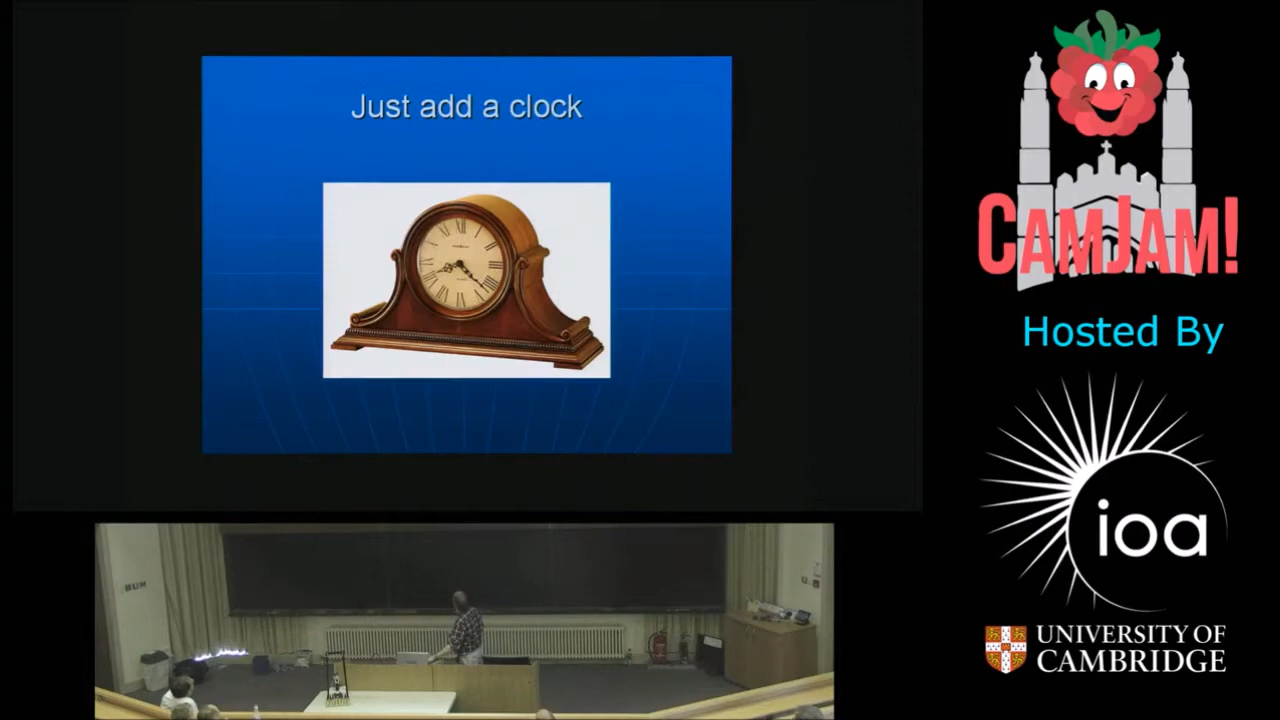 Just add a clock
CAMJAM!
Hosted By
ioa
UNIVERSITY OF
CAMBRIDGE